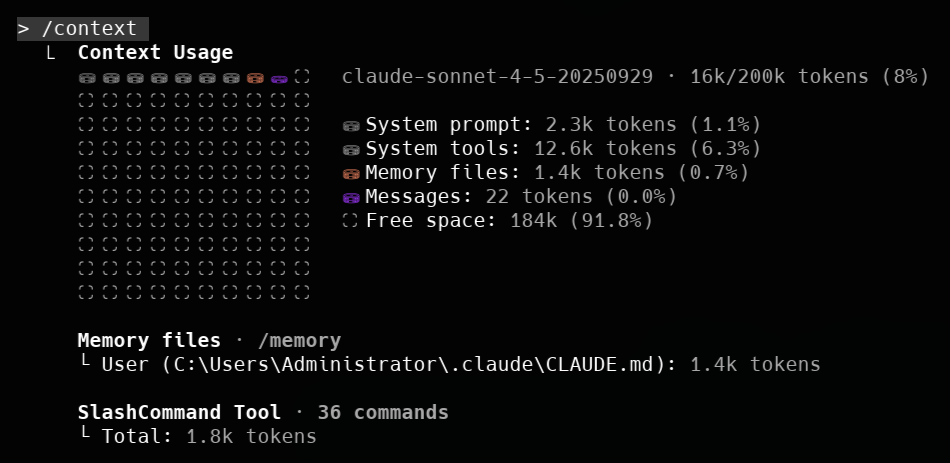 > /context
└ Context Usage
claude-sonnet-4-5-20250929 · 16k/200k tokens (8%)
System prompt: 2.3k tokens (1.1%)
System tools: 12.6k tokens (6.3%)
Memory files: 1.4k tokens (0.7%)
Messages: 22 tokens (0.0%)
Free space: 184k (91.8%)
Memory files · /memory
└ User (C:\Users\Administrator\.claude\CLAUDE.md): 1.4k tokens
SlashCommand Tool · 36 commands
└ Total: 1.8k tokens